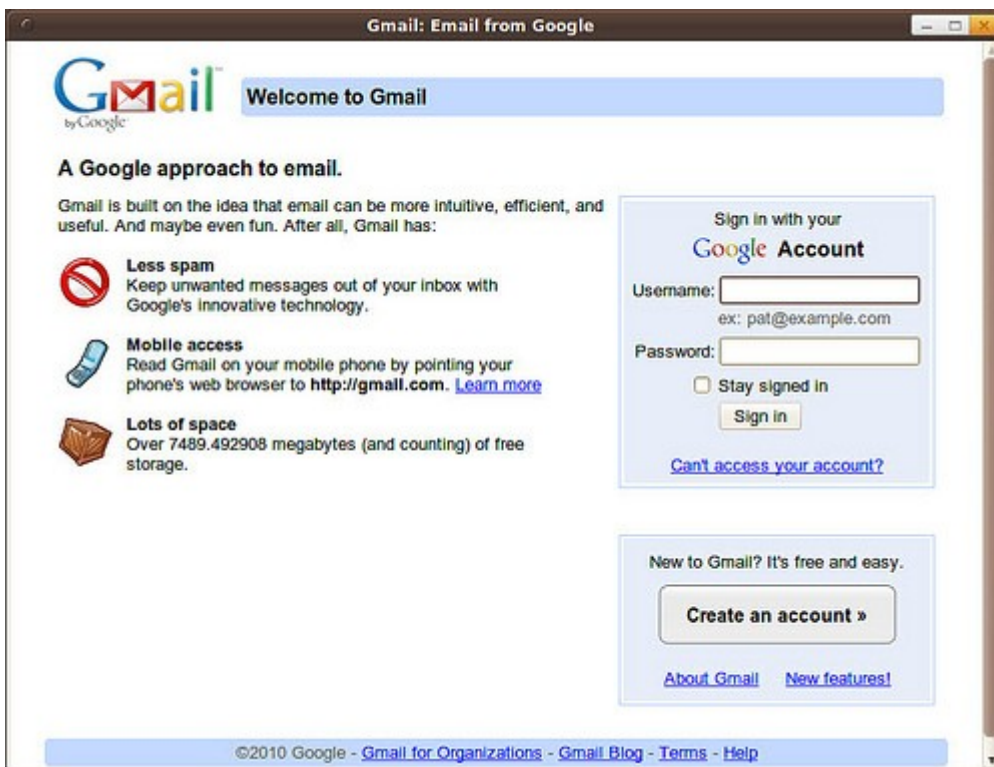 Gmail: Email from Google
Gmail™
by Google™
Welcome to Gmail
A Google approach to email.
Gmail is built on the idea that email can be more intuitive, efficient, and
useful. And maybe even fun. After all, Gmail has:
Less spam
Keep unwanted messages out of your inbox with
Google's innovative technology.
Mobile access
Read Gmail on your mobile phone by pointing your
phone's web browser to http://gmail.com. Learn more
Lots of space
Over 7489.492908 megabytes (and counting) of free
storage.
Sign in with your
Google Account
Username:
ex: pat@example.com
Password:
Stay signed in
Sign in
Can't access your account?
New to Gmail? It's free and easy.
Create an account »
About Gmail New features!
©2010 Google - Gmail for Organizations - Gmail Blog - Terms - Help